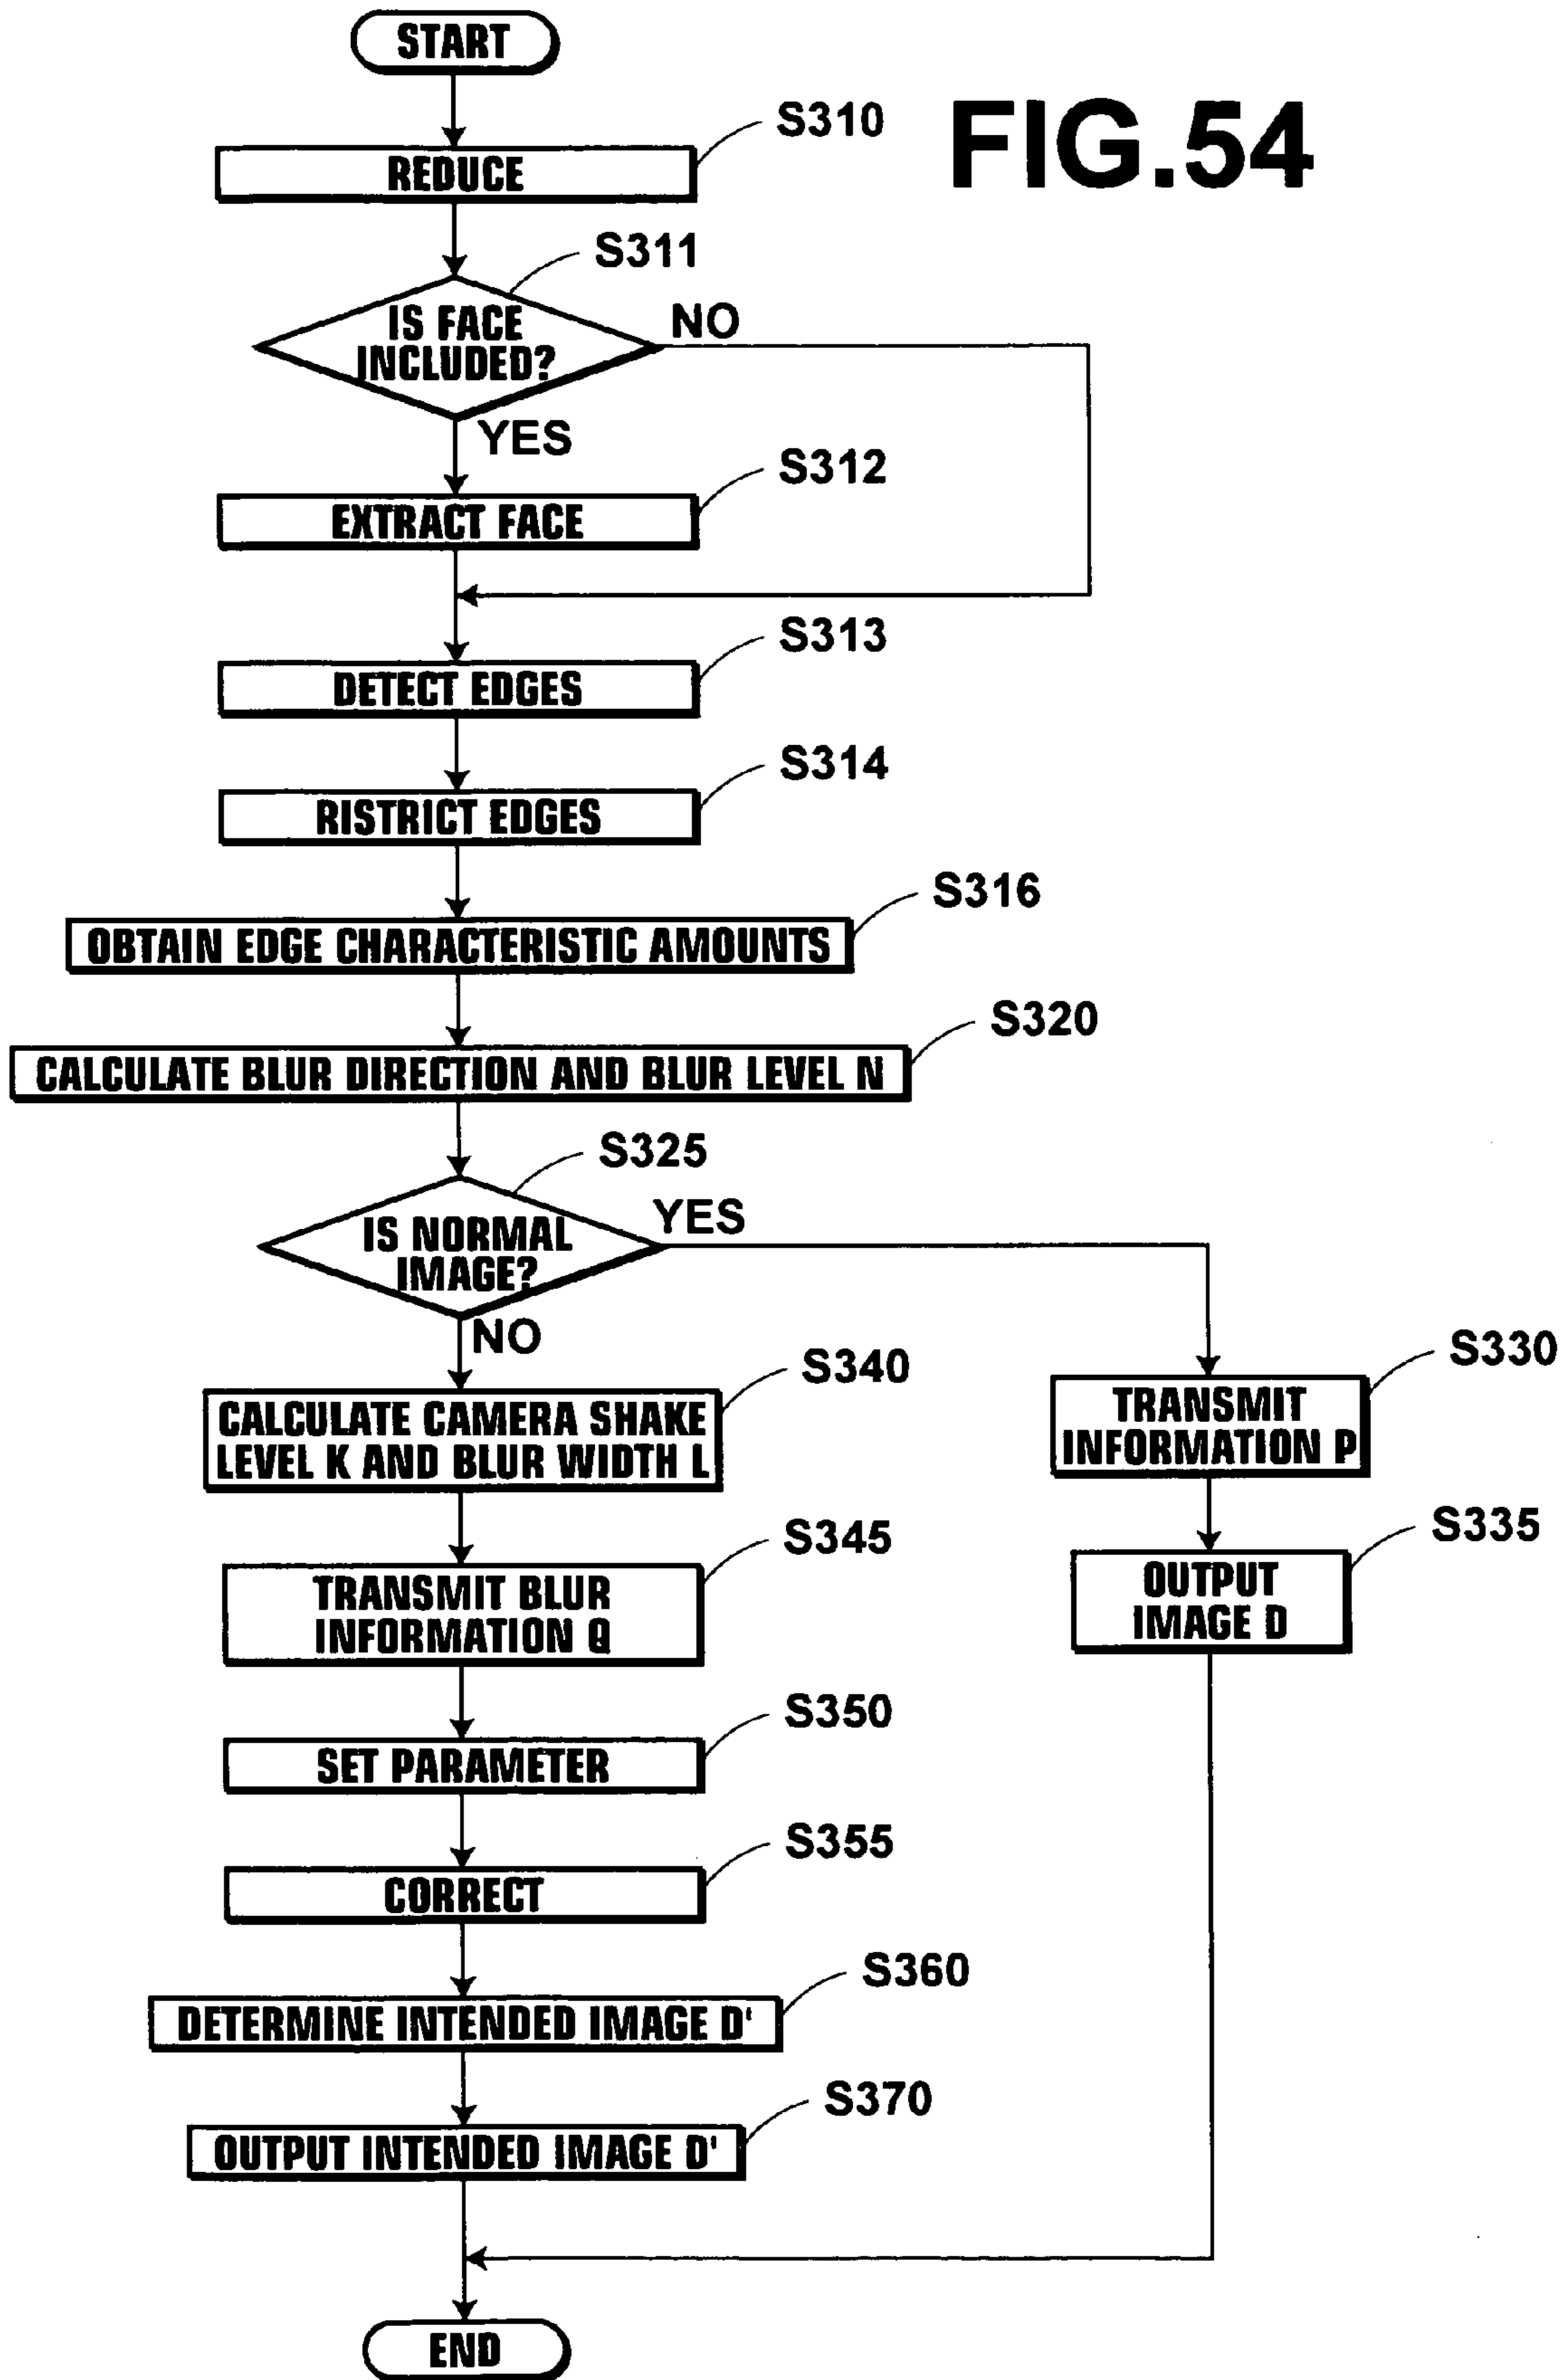 START
FIG.54
S310
REDUCE
S311
IS FACE
INCLUDED?
NO
YES
S312
EXTRACT FACE
S313
DETECT EDGES
S314
RISTRICT EDGES
S316
OBTAIN EDGE CHARACTERISTIC AMOUNTS
S320
CALCULATE BLUR DIRECTION AND BLUR LEVEL N
S325
IS NORMAL
IMAGE?
YES
NO
S340
CALCULATE CAMERA SHAKE
LEVEL K AND BLUR WIDTH L
S330
TRANSMIT
INFORMATION P
S345
TRANSMIT BLUR
INFORMATION Q
S335
OUTPUT
IMAGE D
S350
SET PARAMETER
S355
CORRECT
S360
DETERMINE INTENDED IMAGE D'
S370
OUTPUT INTENDED IMAGE D'
END